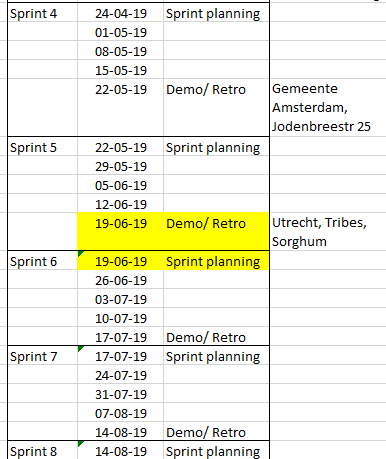 Sprint 4 24-04-19 Sprint planning
01-05-19
08-05-19
15-05-19
22-05-19 Demo/ Retro Gemeente
Amsterdam,
Jodenbreestr 25
Sprint 5 22-05-19 Sprint planning
29-05-19
05-06-19
12-06-19
19-06-19 Demo/ Retro Utrecht, Tribes,
Sorghum
Sprint 6 19-06-19 Sprint planning
26-06-19
03-07-19
10-07-19
17-07-19 Demo/ Retro
Sprint 7 17-07-19 Sprint planning
24-07-19
31-07-19
07-08-19
14-08-19 Demo/ Retro
Sprint 8 14-08-19 Sprint planning